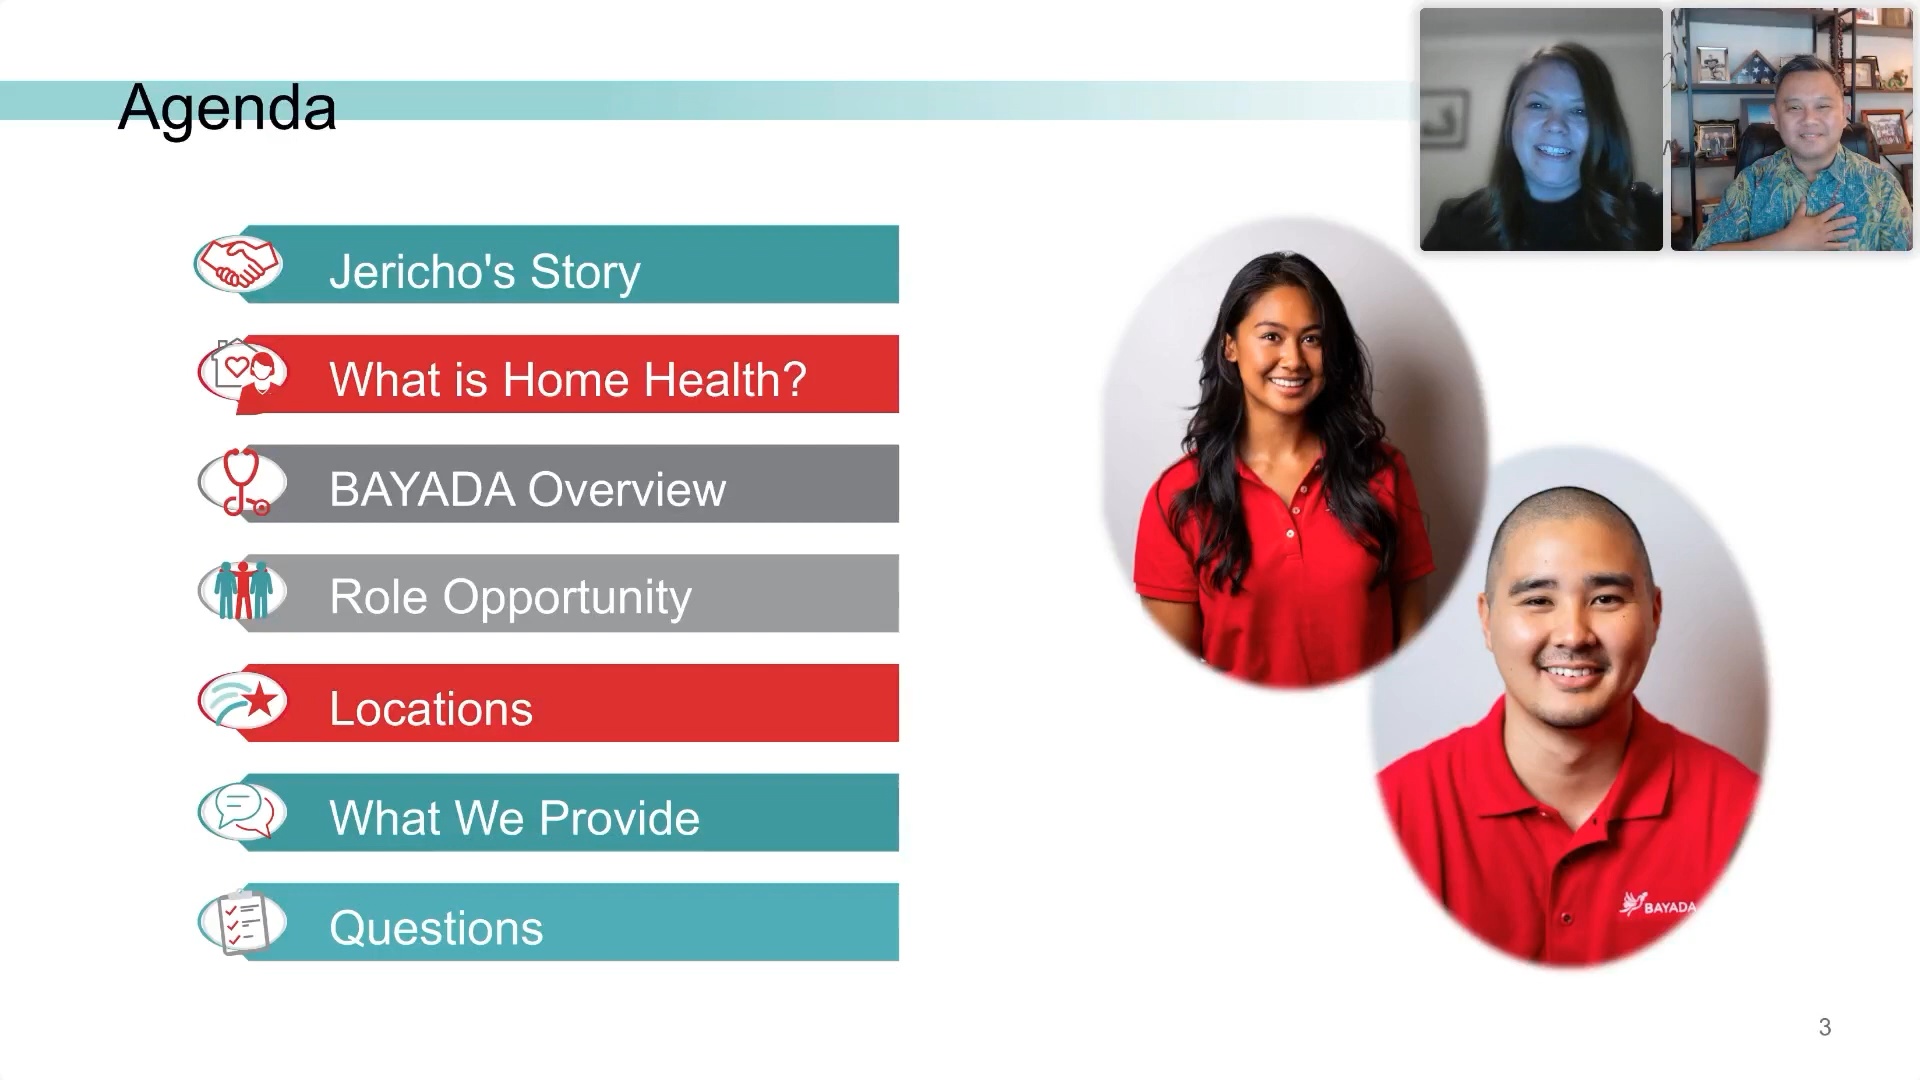 Agenda
Jericho's Story
What is Home Health?
BAYADA Overview
Role Opportunity
Locations
What We Provide
Questions
BAYADA
3